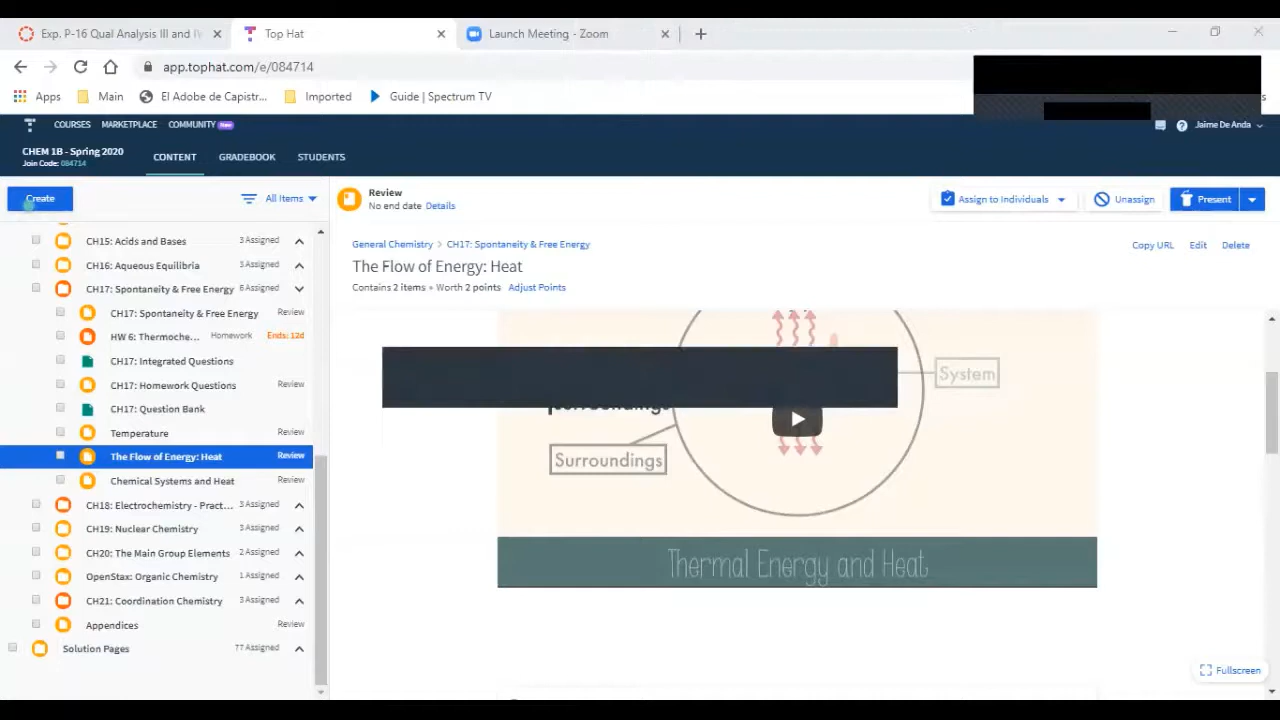 Exp. P-16 Qual Analysis III and IV
Top Hat
Launch Meeting - Zoom
app.tophat.com/e/084714
Apps
Main
El Adobe de Capistr...
Imported
Guide | Spectrum TV
COURSES MARKETPLACE COMMUNITY New
Jaime De Anda
CHEM 1B - Spring 2020
Join Code: 084714
CONTENT GRADEBOOK STUDENTS
Create
All Items
CH15: Acids and Bases 3 Assigned
CH16: Aqueous Equilibria 3 Assigned
CH17: Spontaneity & Free Energy 6 Assigned
CH17: Spontaneity & Free Energy Review
HW 6: Thermoche... Homework Ends: 12d
CH17: Integrated Questions
CH17: Homework Questions Review
CH17: Question Bank
Temperature Review
The Flow of Energy: Heat Review
Chemical Systems and Heat Review
CH18: Electrochemistry - Pract... 3 Assigned
CH19: Nuclear Chemistry 3 Assigned
CH20: The Main Group Elements 2 Assigned
OpenStax: Organic Chemistry 1 Assigned
CH21: Coordination Chemistry 3 Assigned
Appendices Review
Solution Pages 77 Assigned
Review
No end date Details
Assign to Individuals
Unassign
Present
General Chemistry > CH17: Spontaneity & Free Energy
Copy URL Edit Delete
The Flow of Energy: Heat
Contains 2 items • Worth 2 points Adjust Points
System
Surroundings
Thermal Energy and Heat
Fullscreen